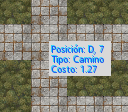 Posición: D, 7
Tipo: Camino
Costo: 1.27